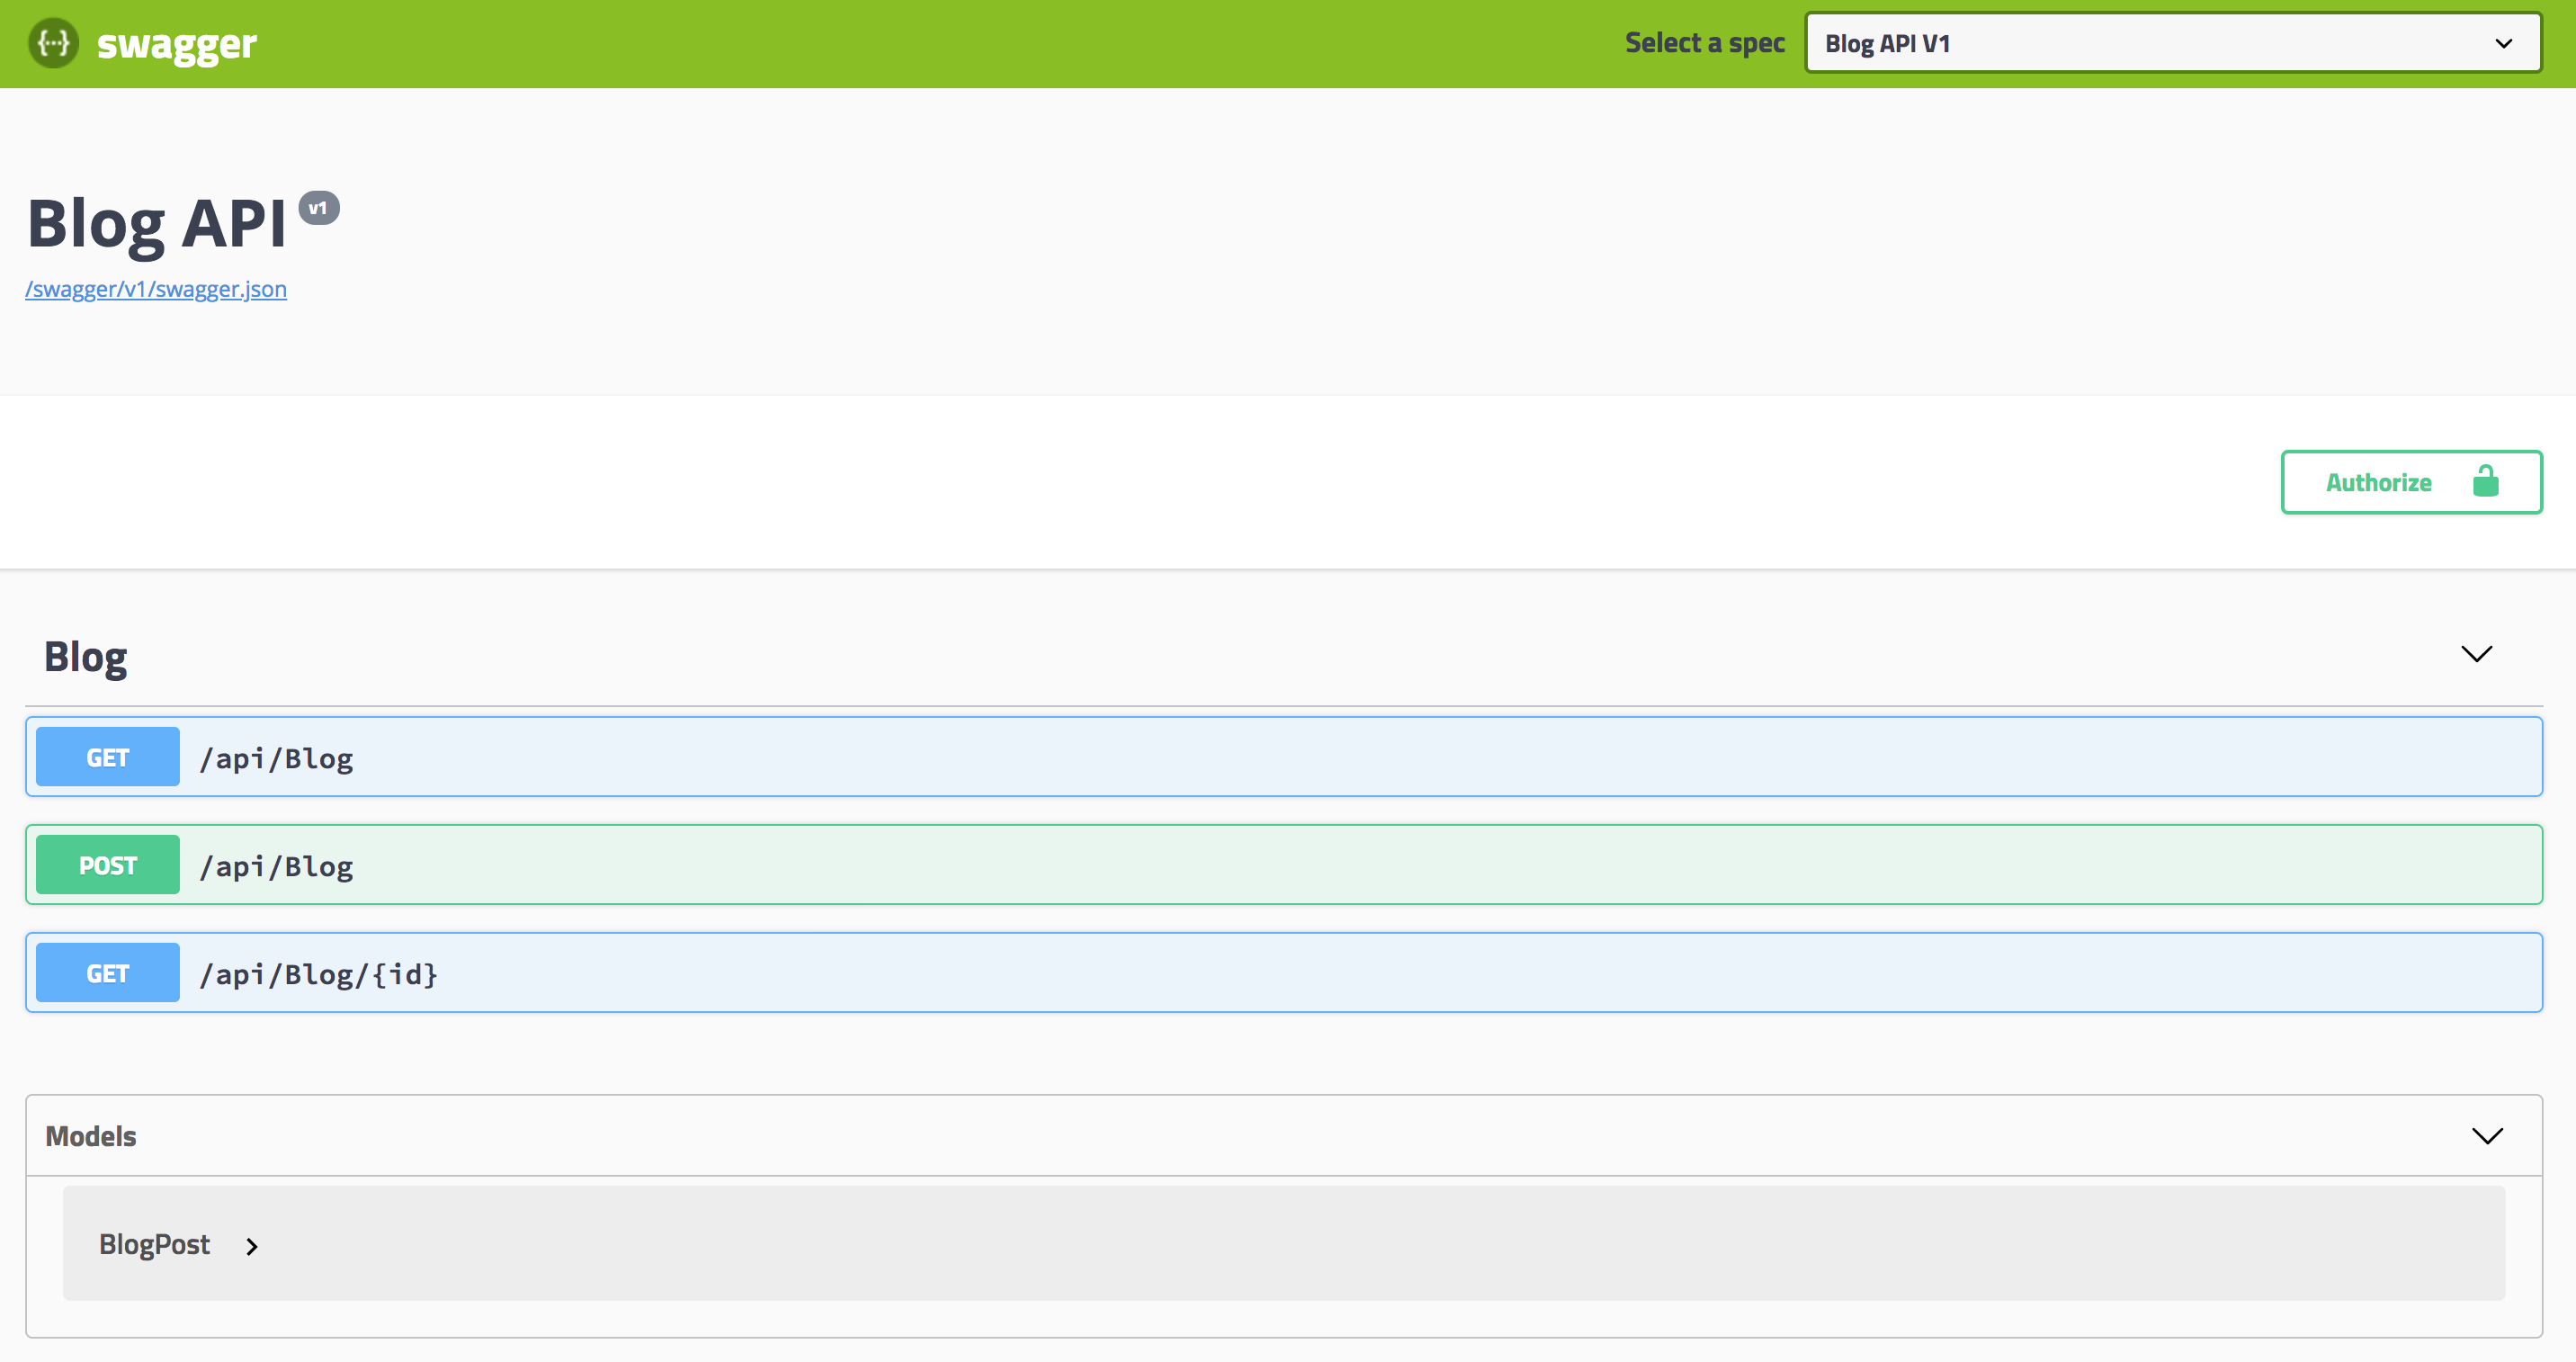 {···} swagger
Select a spec
Blog API V1
Blog API v1
/swagger/v1/swagger.json
Authorize
Blog
GET /api/Blog
POST /api/Blog
GET /api/Blog/{id}
Models
BlogPost